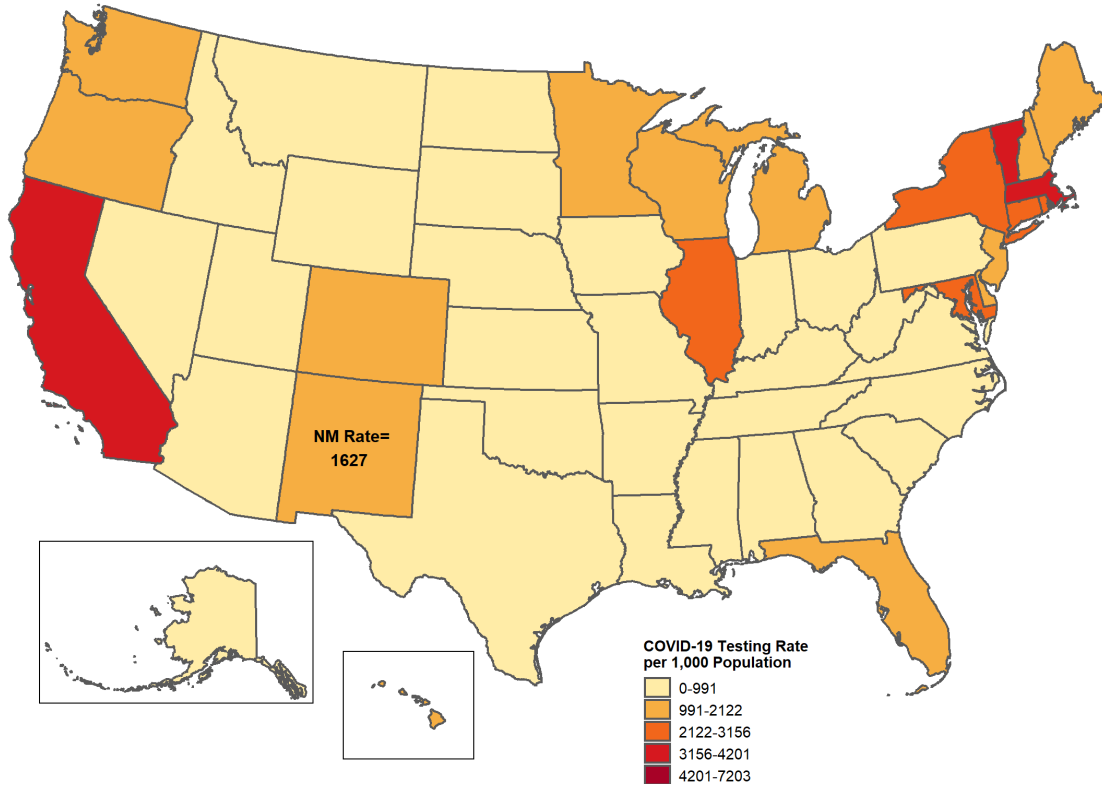 NM Rate=
1627
COVID-19 Testing Rate
per 1,000 Population
0-991
991-2122
2122-3156
3156-4201
4201-7203